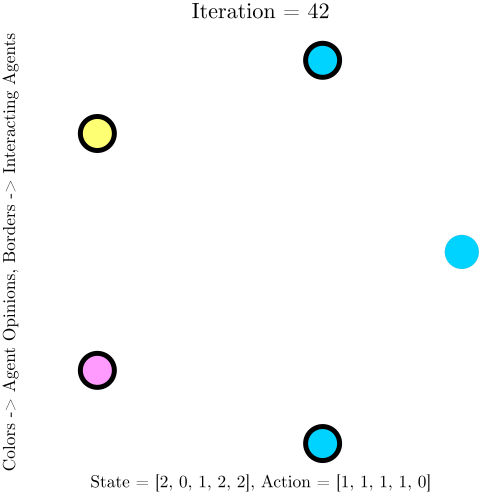 Iteration = 42
Colors -> Agent Opinions, Borders -> Interacting Agents
State = [2, 0, 1, 2, 2], Action = [1, 1, 1, 1, 0]